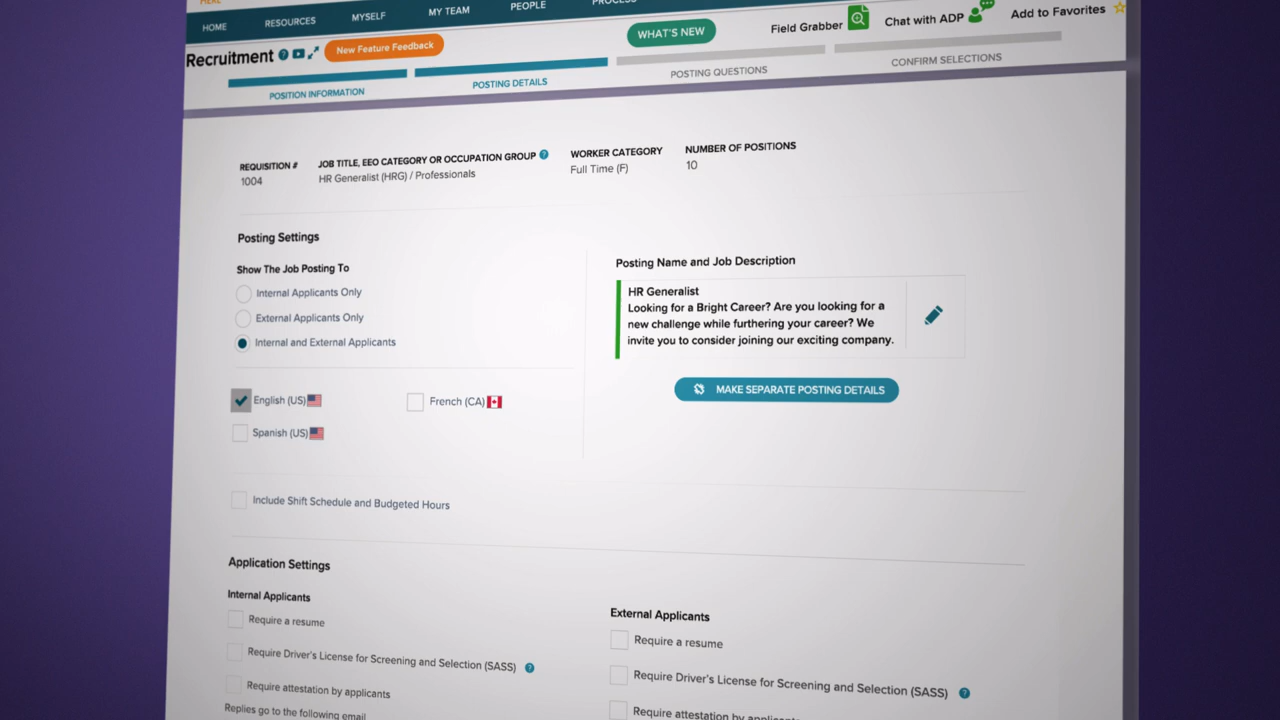 HERE
HOME RESOURCES MYSELF MY TEAM PEOPLE PROCESS
Recruitment ? New Feature Feedback WHAT'S NEW Field Grabber Chat with ADP Add to Favorites
POSITION INFORMATION POSTING DETAILS POSTING QUESTIONS CONFIRM SELECTIONS
REQUISITION # JOB TITLE, EEO CATEGORY OR OCCUPATION GROUP ? WORKER CATEGORY NUMBER OF POSITIONS
1004 HR Generalist (HRG) / Professionals Full Time (F) 10
Posting Settings
Show The Job Posting To
Internal Applicants Only
External Applicants Only
Internal and External Applicants
English (US) French (CA)
Spanish (US)
Posting Name and Job Description
HR Generalist
Looking for a Bright Career? Are you looking for a
new challenge while furthering your career? We
invite you to consider joining our exciting company.
MAKE SEPARATE POSTING DETAILS
Include Shift Schedule and Budgeted Hours
Application Settings
Internal Applicants
Require a resume
Require Driver's License for Screening and Selection (SASS) ?
Require attestation by applicants
Replies go to the following email
External Applicants
Require a resume
Require Driver's License for Screening and Selection (SASS) ?
Require attestation by applicants